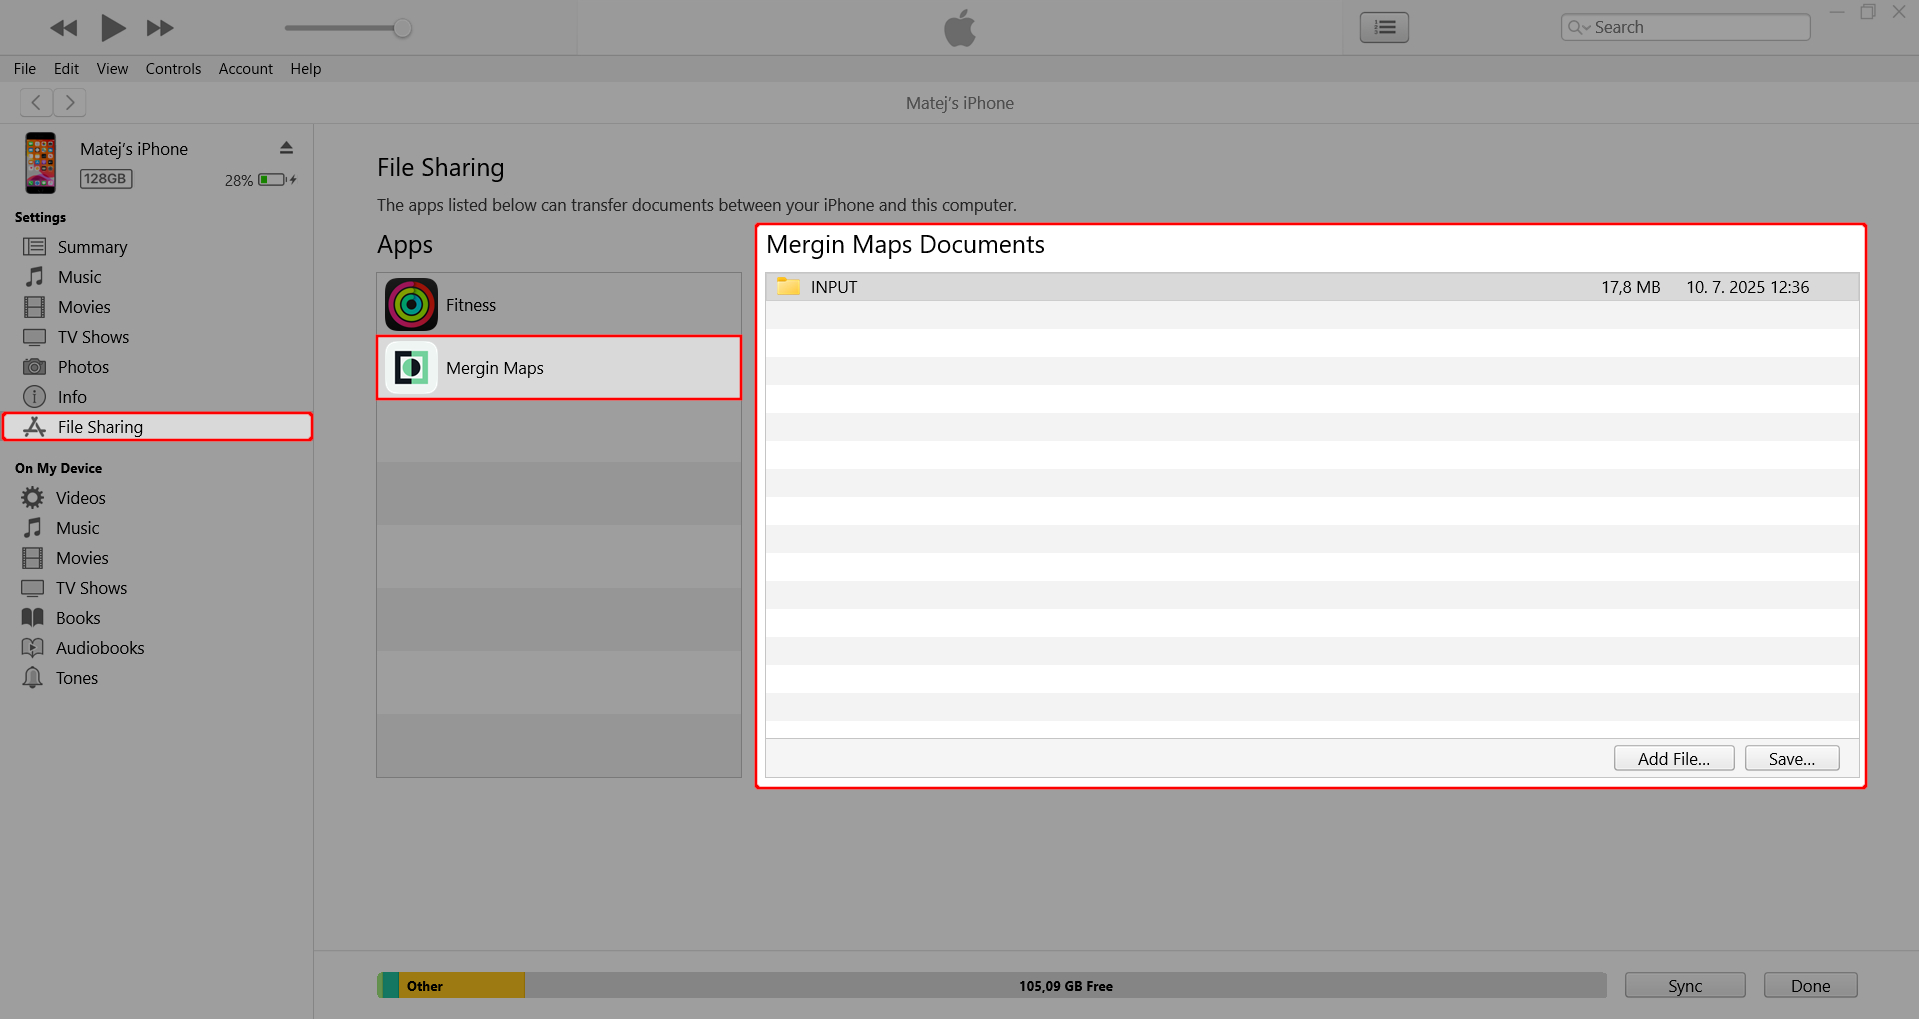 Search
File Edit View Controls Account Help
Matej's iPhone
Matej's iPhone
128GB
28%
Settings
Summary
Music
Movies
TV Shows
Photos
Info
File Sharing
On My Device
Videos
Music
Movies
TV Shows
Books
Audiobooks
Tones
File Sharing
The apps listed below can transfer documents between your iPhone and this computer.
Apps
Fitness
Mergin Maps
Mergin Maps Documents
INPUT 17,8 MB 10. 7. 2025 12:36
Add File... Save...
Other 105,09 GB Free Sync Done